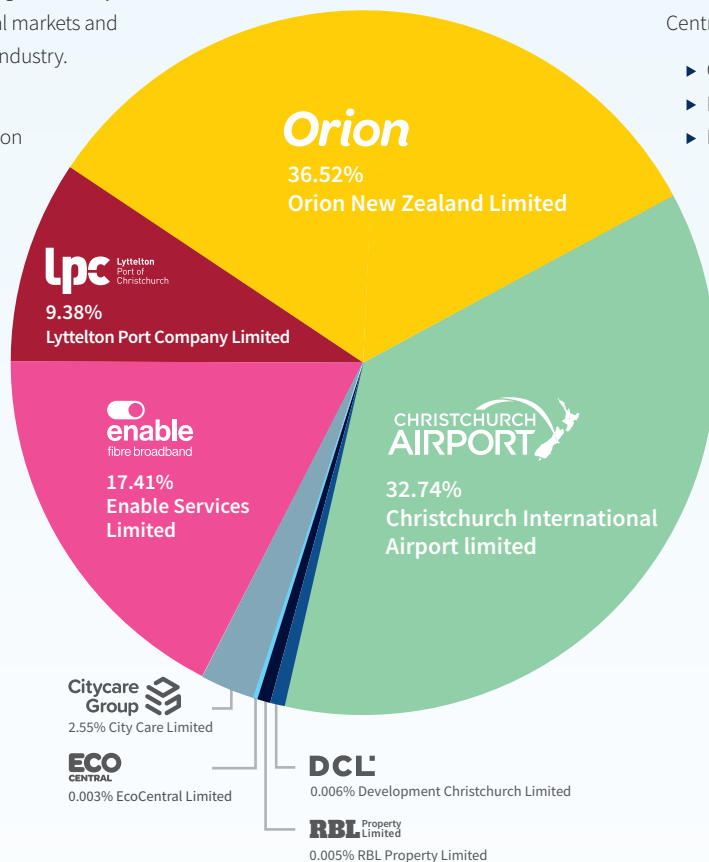 al markets and
ndustry.
on
Centr
Orion
36.52%
Orion New Zealand Limited
lpc Lyttelton
Port of
Christchurch
9.38%
Lyttelton Port Company Limited
enable
fibre broadband
17.41%
Enable Services
Limited
CHRISTCHURCH
AIRPORT
32.74%
Christchurch International
Airport limited
Citycare
Group
2.55% City Care Limited
ECO
CENTRAL
0.003% EcoCentral Limited
DCL
0.006% Development Christchurch Limited
RBL Property
Limited
0.005% RBL Property Limited